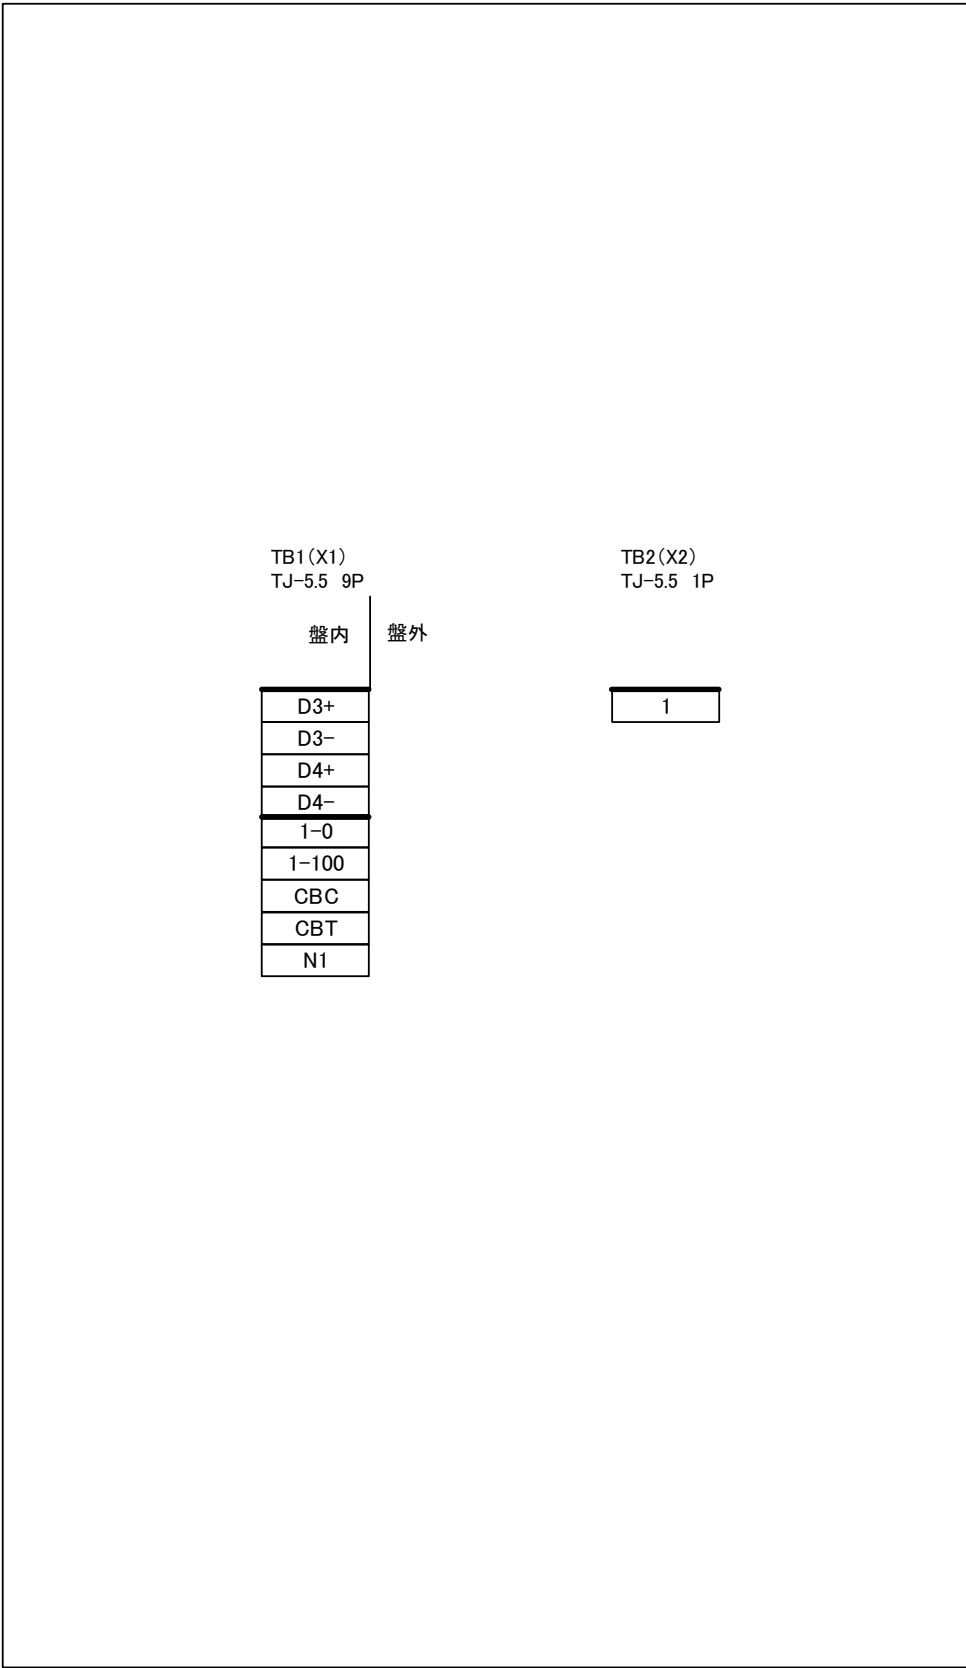 TB1(X1)
TJ-5.5 9P
盤内
盤外
D3+
D3-
D4+
D4-
1-0
1-100
CBC
CBT
N1
TB2(X2)
TJ-5.5 1P
1